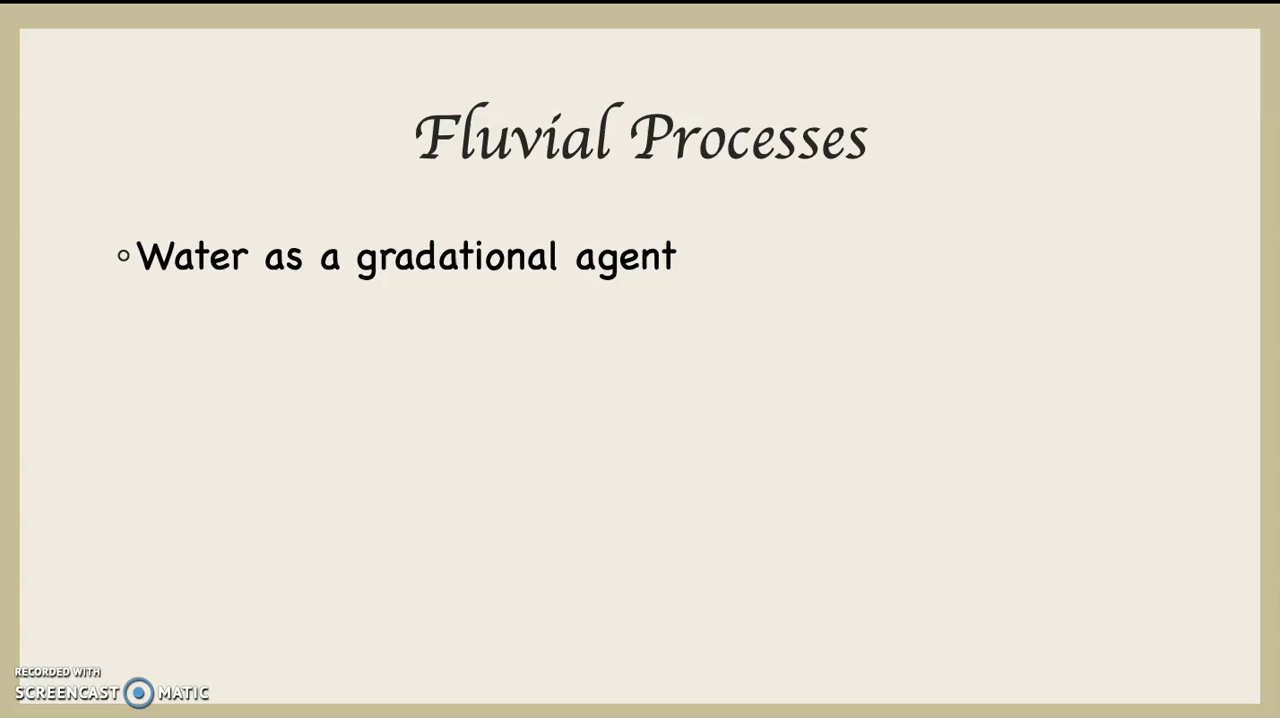 Fluvial Processes
◦Water as a gradational agent
RECORDED WITH
SCREENCAST MATIC